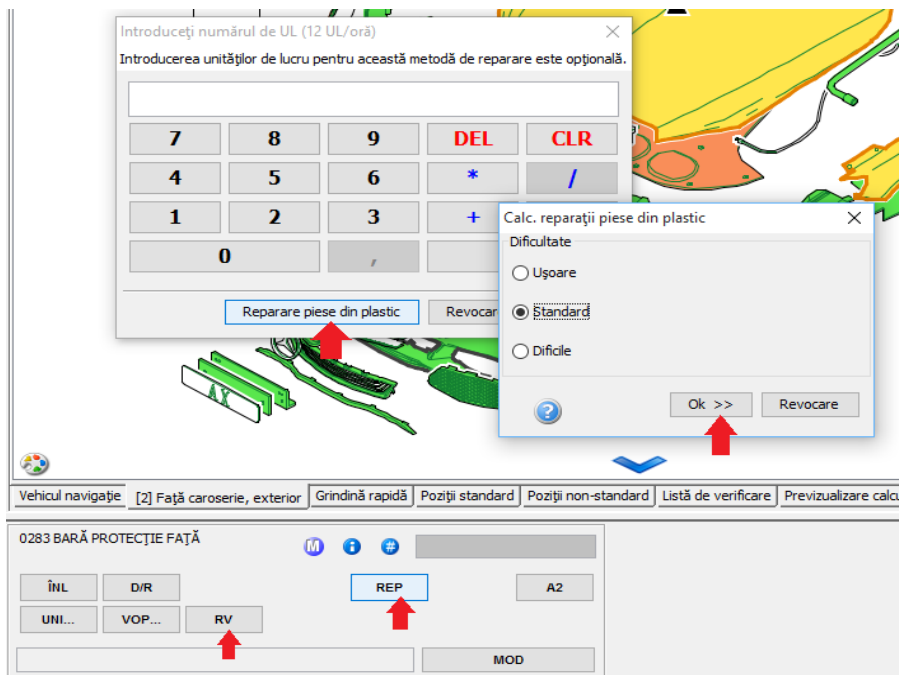 Introduceţi numărul de UL (12 UL/oră)
Introducerea unităţilor de lucru pentru această metodă de reparare este opţională.
7 8 9 DEL CLR
4 5 6 * /
1 2 3 +
0 ,
Reparare piese din plastic
Calc. reparaţii piese din plastic
Dificultate
Uşoare
Standard
Dificile
Ok >> Revocare
AX
Vehicul navigaţie [2] Faţă caroserie, exterior Grindină rapidă Poziţii standard Poziţii non-standard Listă de verificare Previzualizare
0283 BARĂ PROTECŢIE FAŢĂ
M i #
ÎNL D/R REP A2
UNI... VOP... RV
MOD